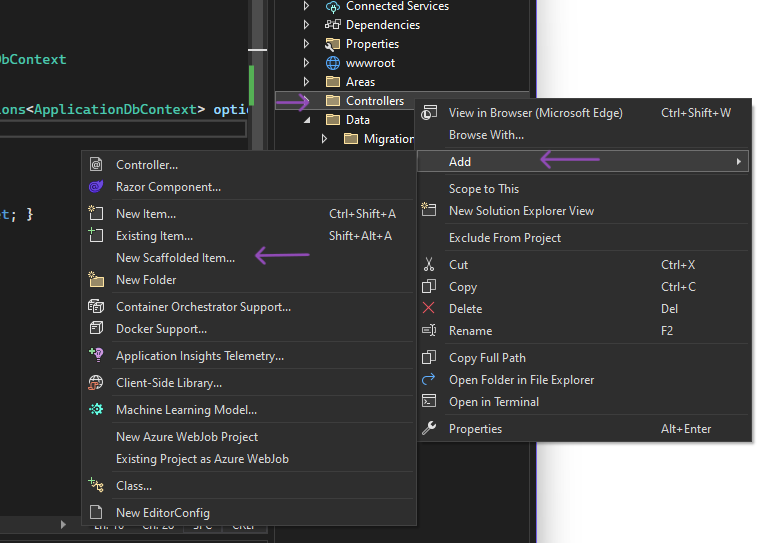 DbContext
ions<ApplicationDbContext> optio
et; }
Connected Services
Dependencies
Properties
wwwroot
Areas
Controllers
Data
Migration
View in Browser (Microsoft Edge) Ctrl+Shift+W
Browse With...
Add
Scope to This
New Solution Explorer View
Exclude From Project
Cut Ctrl+X
Copy Ctrl+C
Delete Del
Rename F2
Copy Full Path
Open Folder in File Explorer
Open in Terminal
Properties Alt+Enter
Controller...
Razor Component...
New Item... Ctrl+Shift+A
Existing Item... Shift+Alt+A
New Scaffolded Item...
New Folder
Container Orchestrator Support...
Docker Support...
Application Insights Telemetry...
Client-Side Library...
Machine Learning Model...
New Azure WebJob Project
Existing Project as Azure WebJob
Class...
New EditorConfig